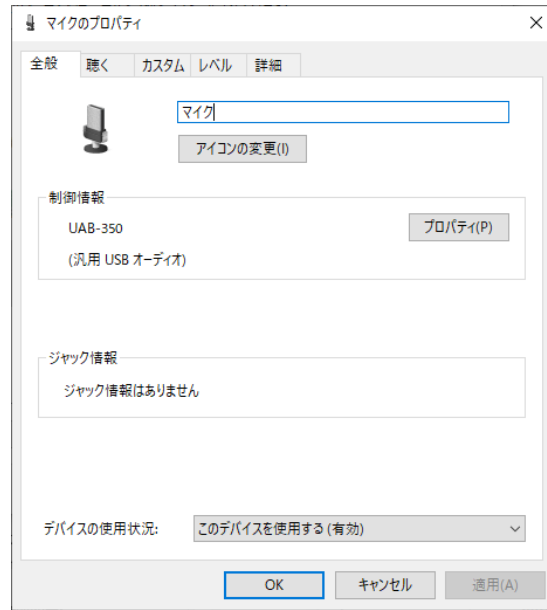 マイクのプロパティ
全般 聴く カスタム レベル 詳細
マイク
アイコンの変更(I)
制御情報
UAB-350 プロパティ(P)
(汎用 USB オーディオ)
ジャック情報
ジャック情報はありません
デバイスの使用状況: このデバイスを使用する (有効)
OK キャンセル 適用(A)